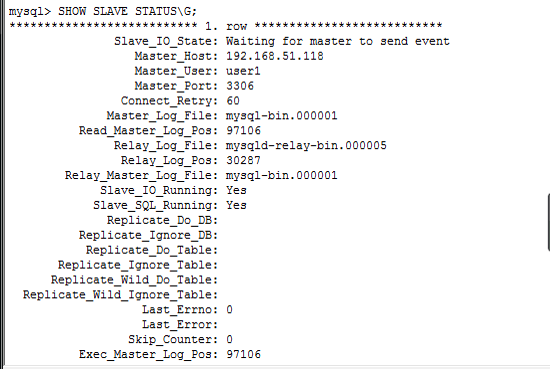 mysql> SHOW SLAVE STATUS\G;
*************************** 1. row ***************************
Slave_IO_State: Waiting for master to send event
Master_Host: 192.168.51.118
Master_User: user1
Master_Port: 3306
Connect_Retry: 60
Master_Log_File: mysql-bin.000001
Read_Master_Log_Pos: 97106
Relay_Log_File: mysqld-relay-bin.000005
Relay_Log_Pos: 30287
Relay_Master_Log_File: mysql-bin.000001
Slave_IO_Running: Yes
Slave_SQL_Running: Yes
Replicate_Do_DB:
Replicate_Ignore_DB:
Replicate_Do_Table:
Replicate_Ignore_Table:
Replicate_Wild_Do_Table:
Replicate_Wild_Ignore_Table:
Last_Errno: 0
Last_Error:
Skip_Counter: 0
Exec_Master_Log_Pos: 97106